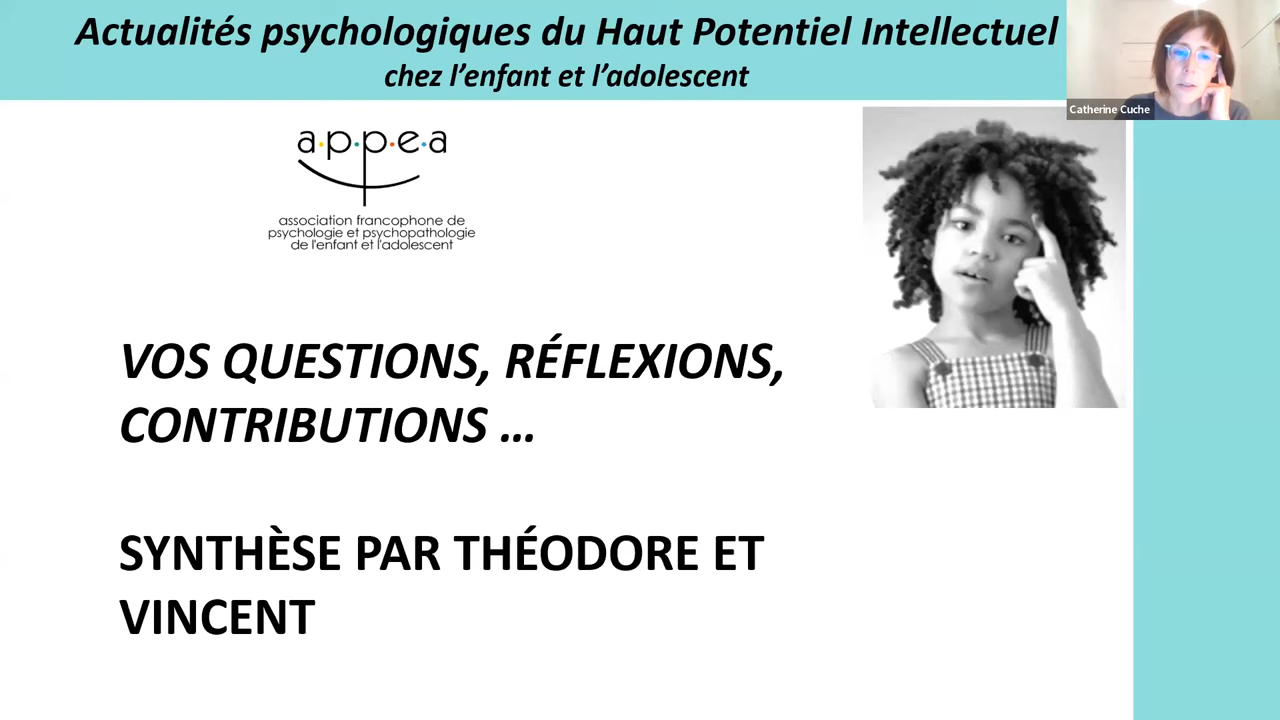 Actualités psychologiques du Haut Potentiel Intellectuel
chez l'enfant et l'adolescent
Catherine Cuche
a·p·p·e·a
association francophone de
psychologie et psychopathologie
de l'enfant et l'adolescent
VOS QUESTIONS, RÉFLEXIONS,
CONTRIBUTIONS ...
SYNTHÈSE PAR THÉODORE ET
VINCENT